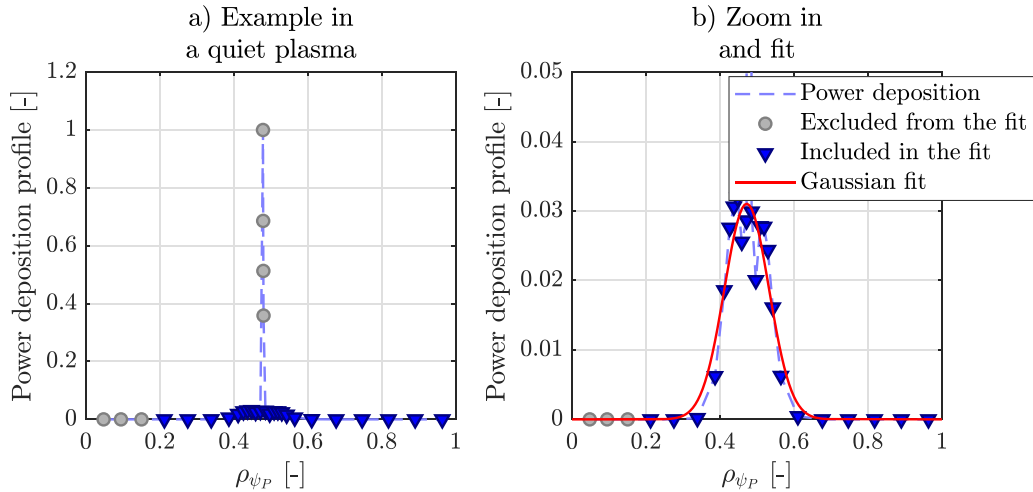 a) Example in
a quiet plasma
Power deposition profile [-]
1.2
1
0.8
0.6
0.4
0.2
0
0
0.2
0.4
0.6
0.8
1
ρψP [-]
b) Zoom in
and fit
Power deposition profile [-]
0.05
0.04
0.03
0.02
0.01
0
0
0.2
0.4
0.6
0.8
1
ρψP [-]
Power deposition
Excluded from the fit
Included in the fit
Gaussian fit